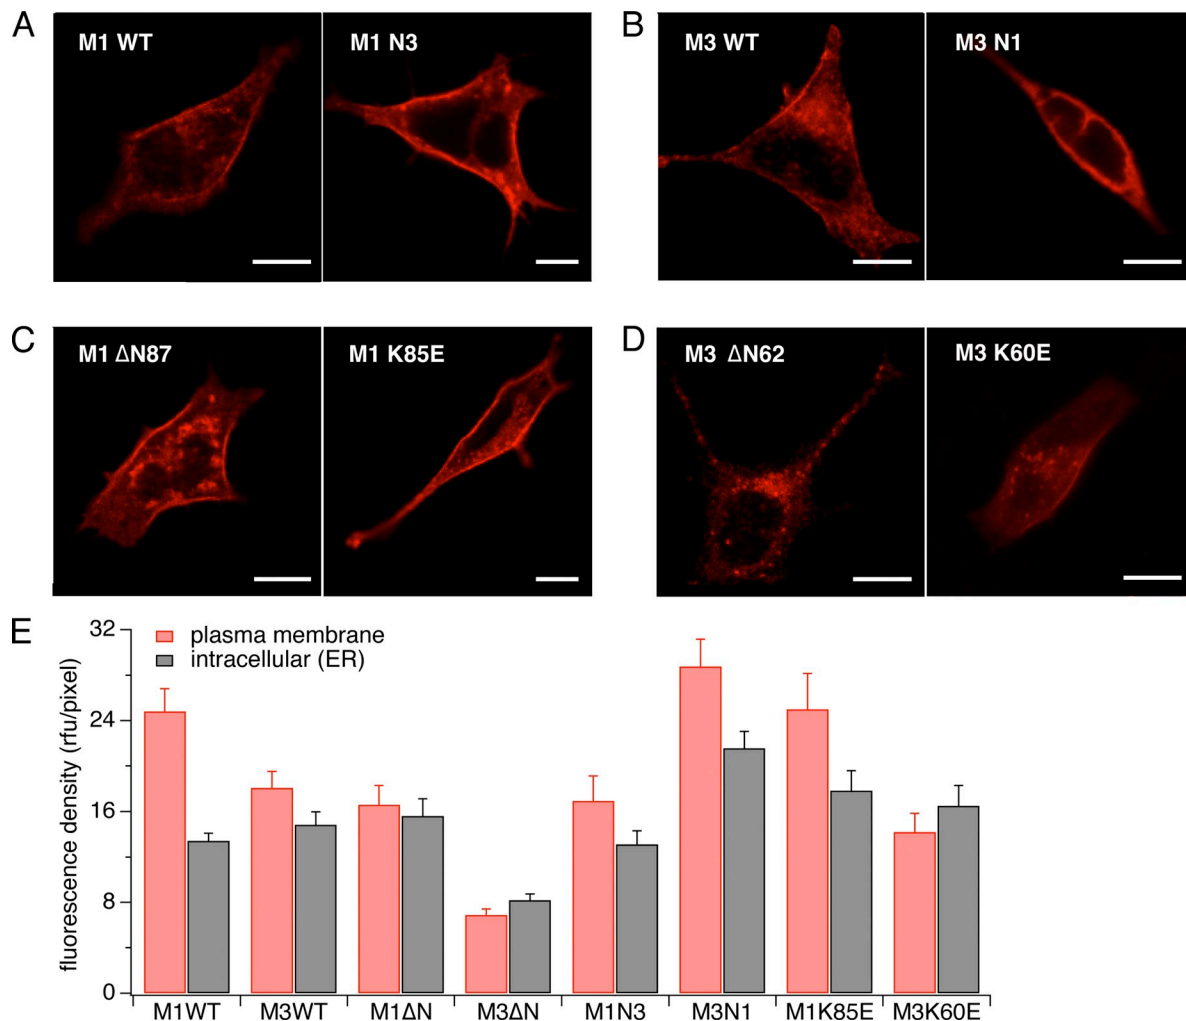 A
M1 WT
M1 N3
B
M3 WT
M3 N1
C
M1 ΔN87
M1 K85E
D
M3 ΔN62
M3 K60E
E
fluorescence density (rfu/pixel)
32
24
16
8
0
plasma membrane
intracellular (ER)
M1WT
M3WT
M1ΔN
M3ΔN
M1N3
M3N1
M1K85E
M3K60E